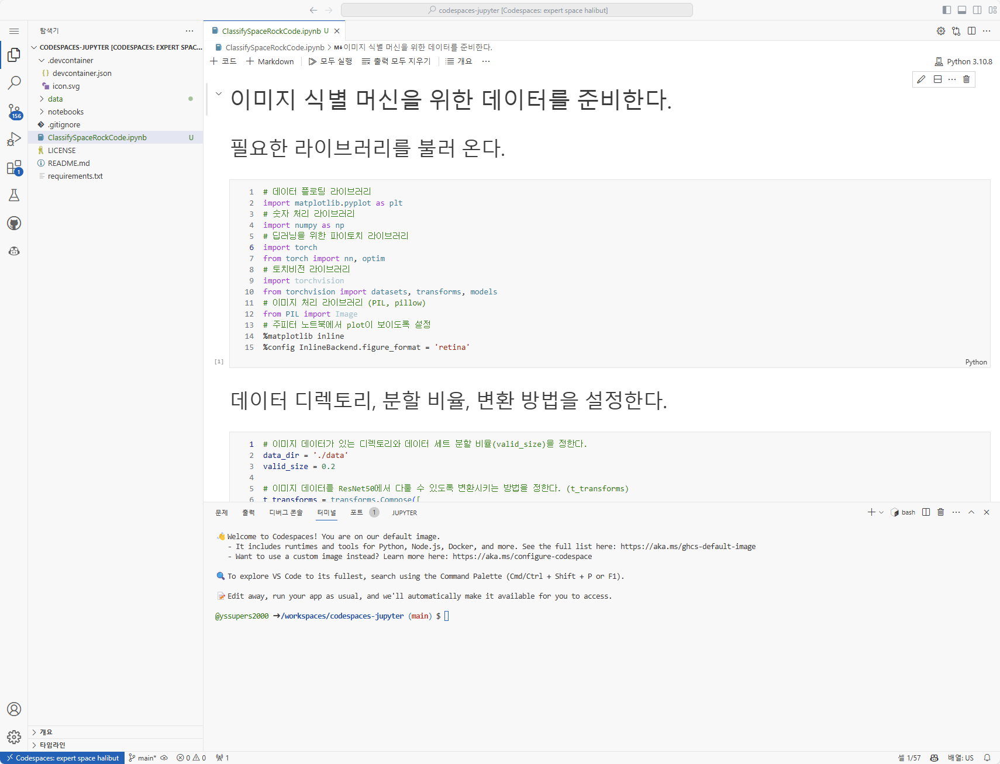 codespaces-jupyter [Codespaces: expert space halibut]
탐색기
CODESPACES-JUPYTER [CODESPACES: EXPERT SPAC...
.devcontainer
devcontainer.json
icon.svg
data
notebooks
.gitignore
ClassifySpaceRockCode.ipynb U
LICENSE
README.md
requirements.txt
156
1
개요
타임라인
ClassifySpaceRockCode.ipynb U
ClassifySpaceRockCode.ipynb > M↓이미지 식별 머신을 위한 데이터를 준비한다.
코드 Markdown 모두 실행 출력 모두 지우기 개요 Python 3.10.8
이미지 식별 머신을 위한 데이터를 준비한다.
필요한 라이브러리를 불러 온다.
1 # 데이터 플로팅 라이브러리
2 import matplotlib.pyplot as plt
3 # 숫자 처리 라이브러리
4 import numpy as np
5 # 딥러닝을 위한 파이토치 라이브러리
6 import torch
7 from torch import nn, optim
8 # 토치비전 라이브러리
9 import torchvision
10 from torchvision import datasets, transforms, models
11 # 이미지 처리 라이브러리 (PIL, pillow)
12 from PIL import Image
13 # 주피터 노트북에서 plot이 보이도록 설정
14 %matplotlib inline
15 %config InlineBackend.figure_format = 'retina'
[1]
Python
데이터 디렉토리, 분할 비율, 변환 방법을 설정한다.
1 # 이미지 데이터가 있는 디렉토리와 데이터 세트 분할 비율(valid_size)을 정한다.
2 data_dir = './data'
3 valid_size = 0.2
4
5 # 이미지 데이터를 ResNet50에서 다룰 수 있도록 변환시키는 방법을 정한다. (t_transforms)
6 t_transforms = transforms.Compose([
문제 출력 디버그 콘솔 터미널 포트 1 JUPYTER bash
Welcome to Codespaces! You are on our default image.
- It includes runtimes and tools for Python, Node.js, Docker, and more. See the full list here: https://aka.ms/ghcs-default-image
- Want to use a custom image instead? Learn more here: https://aka.ms/configure-codespace
To explore VS Code to its fullest, search using the Command Palette (Cmd/Ctrl + Shift + P or F1).
Edit away, run your app as usual, and we'll automatically make it available for you to access.
@yssupers2000 ➜/workspaces/codespaces-jupyter (main) $
Codespaces: expert space halibut main* 0 0 1 셀 1/57 배열: US